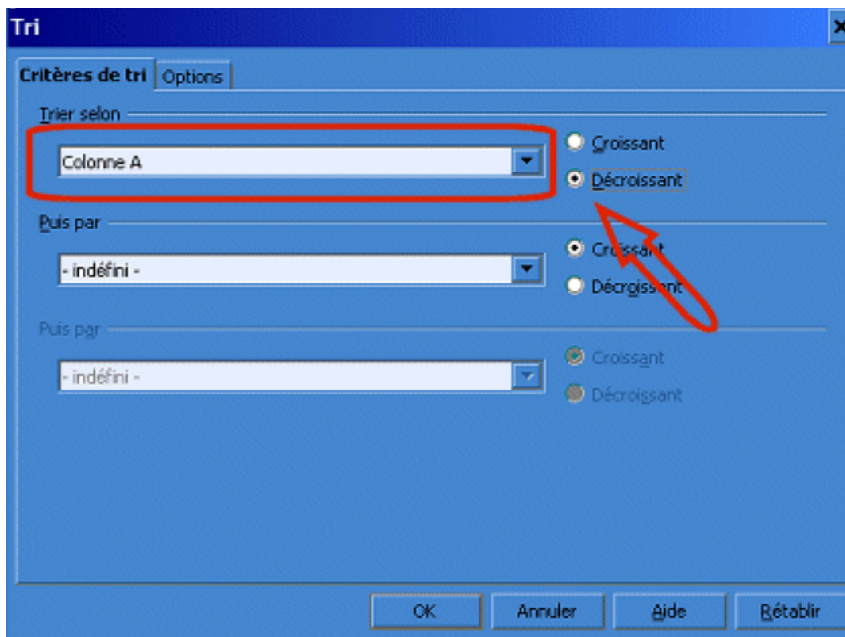 Tri
Critères de tri Options
Trier selon
Colonne A
Croissant
Décroissant
Puis par
- indéfini -
Croissant
Décroissant
Puis par
- indéfini -
Croissant
Décroissant
OK Annuler Aide Rétablir